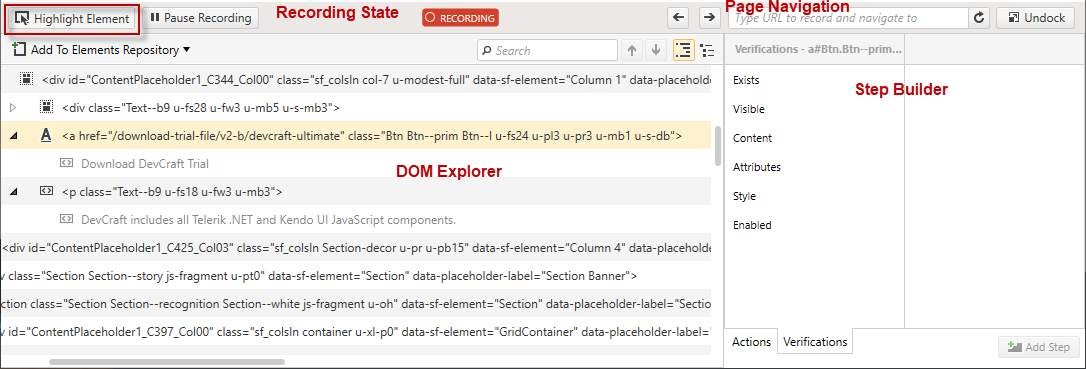 Highlight Element
Pause Recording
Recording State
RECORDING
Page Navigation
Type URL to record and navigate to
Undock
Add To Elements Repository
Search
Verifications - a#Btn.Btn--prim...
<div id="ContentPlaceholder1_C344_Col00" class="sf_colsIn col-7 u-modest-full" data-sf-element="Column 1" data-placehold
<div class="Text--b9 u-fs28 u-fw3 u-mb5 u-s-mb3">
A <a href="/download-trial-file/v2-b/devcraft-ultimate" class="Btn Btn--prim Btn--l u-fs24 u-pl3 u-pr3 u-mb1 u-s-db">
Download DevCraft Trial
DOM Explorer
<p class="Text--b9 u-fs18 u-fw3 u-mb3">
DevCraft includes all Telerik .NET and Kendo UI JavaScript components.
<div id="ContentPlaceholder1_C425_Col03" class="sf_colsIn Section-decor u-pr u-pb15" data-sf-element="Column 4" data-placehol
v class="Section Section--story js-fragment u-pt0" data-sf-element="Section" data-placeholder-label="Section Banner">
ction class="Section Section--recognition Section--white js-fragment u-oh" data-sf-element="Section" data-placeholder-label="Sectio
<div id="ContentPlaceholder1_C397_Col00" class="sf_colsIn container u-xl-p0" data-sf-element="GridContainer" data-placeholder-label="
Exists
Visible
Content
Attributes
Style
Enabled
Step Builder
Actions
Verifications
Add Step